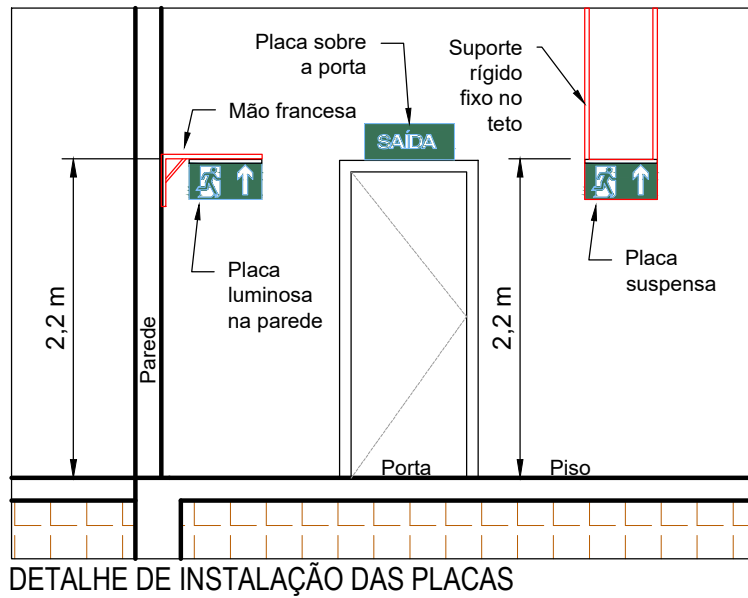 Placa sobre
a porta
Suporte
rígido
fixo no
teto
Mão francesa
SAÍDA
Placa
luminosa
na parede
Placa
suspensa
2,2 m
Parede
2,2 m
Porta
Piso
DETALHE DE INSTALAÇÃO DAS PLACAS